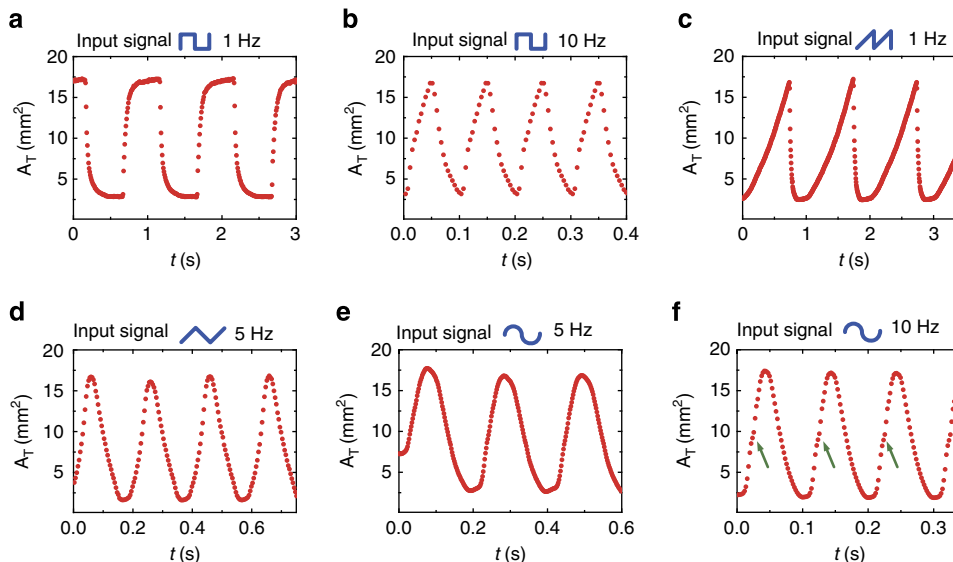 a
Input signal 1 Hz
20
15
10
5
A_T (mm²)
0 1 2 3
t (s)
b
Input signal 10 Hz
20
15
10
5
A_T (mm²)
0.0 0.1 0.2 0.3 0.4
t (s)
c
Input signal 1 Hz
20
15
10
5
A_T (mm²)
0 1 2 3
t (s)
d
Input signal 5 Hz
20
15
10
5
A_T (mm²)
0.0 0.2 0.4 0.6
t (s)
e
Input signal 5 Hz
20
15
10
5
A_T (mm²)
0.0 0.2 0.4 0.6
t (s)
f
Input signal 10 Hz
20
15
10
5
A_T (mm²)
0.0 0.1 0.2 0.3
t (s)